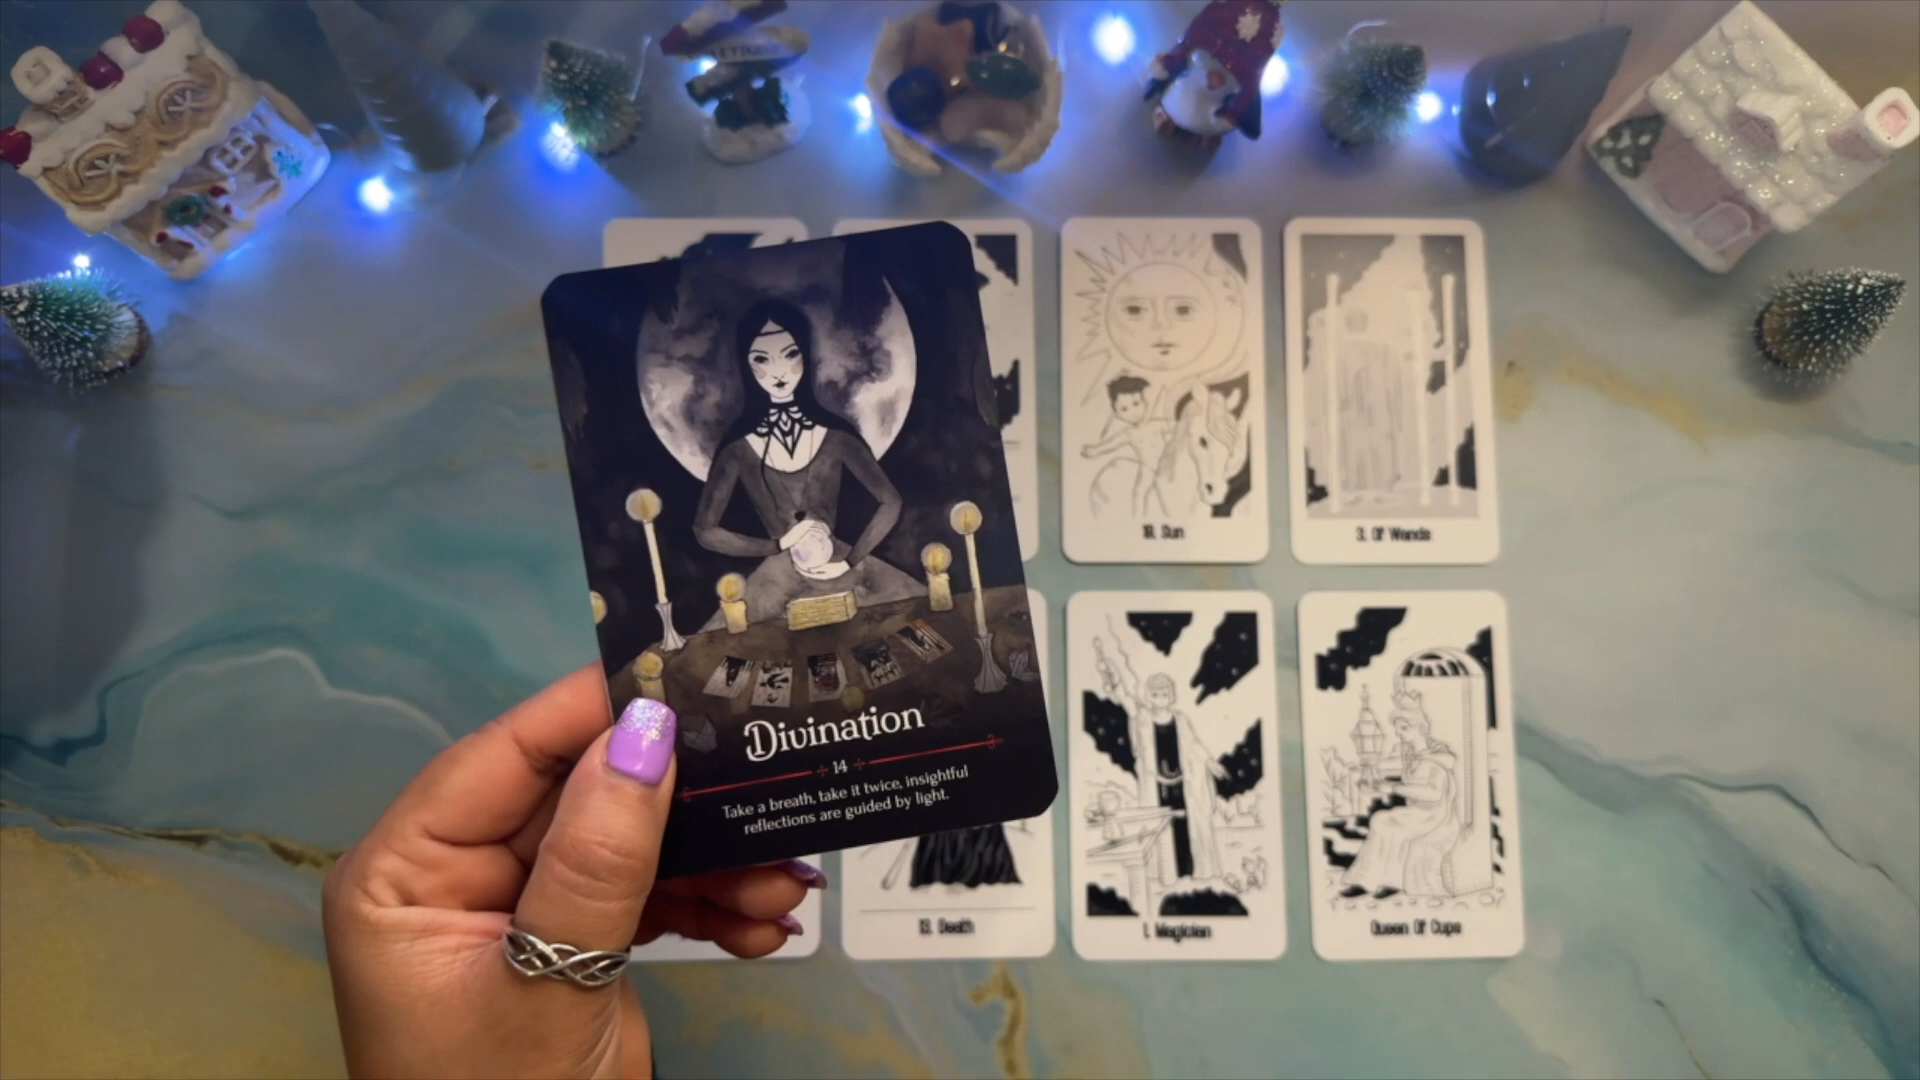 19. Sun
3. Of Wands
Divination
14
Take a breath, take it twice, insightful
reflections are guided by light.
13. Death
1. Magician
Queen Of Cups